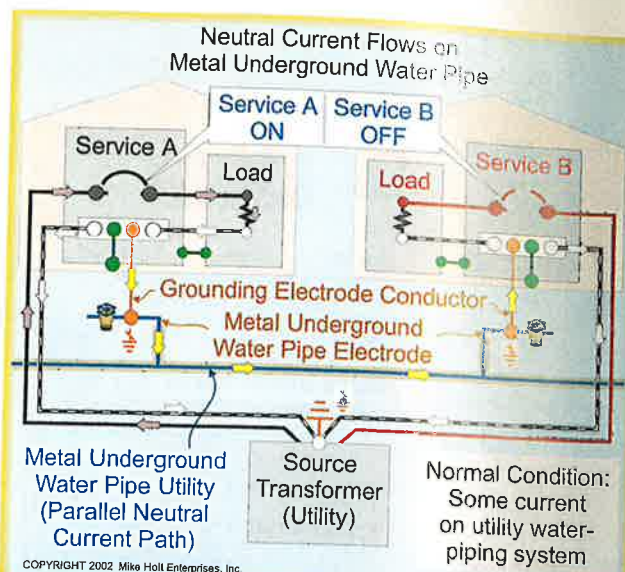 Neutral Current Flows on
Metal Underground Water Pipe
Service A
ON
Service B
OFF
Service A
Load
Load
Service B
Grounding Electrode Conductor
Metal Underground
Water Pipe Electrode
Metal Underground
Water Pipe Utility
(Parallel Neutral
Current Path)
Source
Transformer
(Utility)
Normal Condition:
Some current
on utility water-
piping system
COPYRIGHT 2002 Mike Holt Enterprises, Inc.